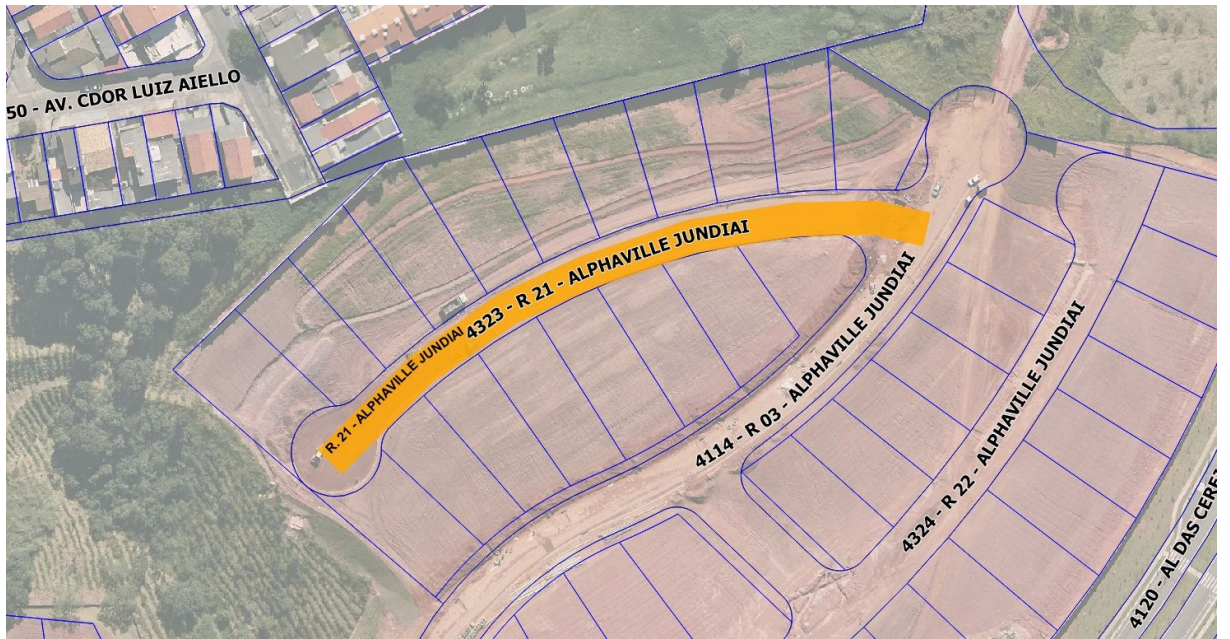 50 - AV. CDOR LUIZ AIELLO
4323 - R 21 - ALPHAVILLE JUNDIAI
R. 21 - ALPHAVILLE JUNDIAI
4114 - R 03 - ALPHAVILLE JUNDIAI
4324 - R 22 - ALPHAVILLE JUNDIAI
4120 - AL DAS CEREJ